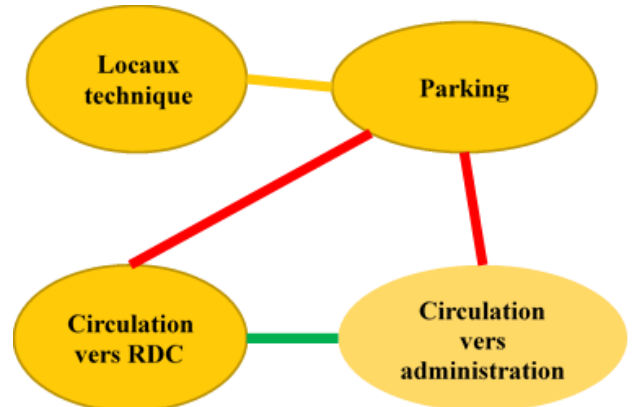 Locaux
technique
Parking
Circulation
vers RDC
Circulation
vers
administration